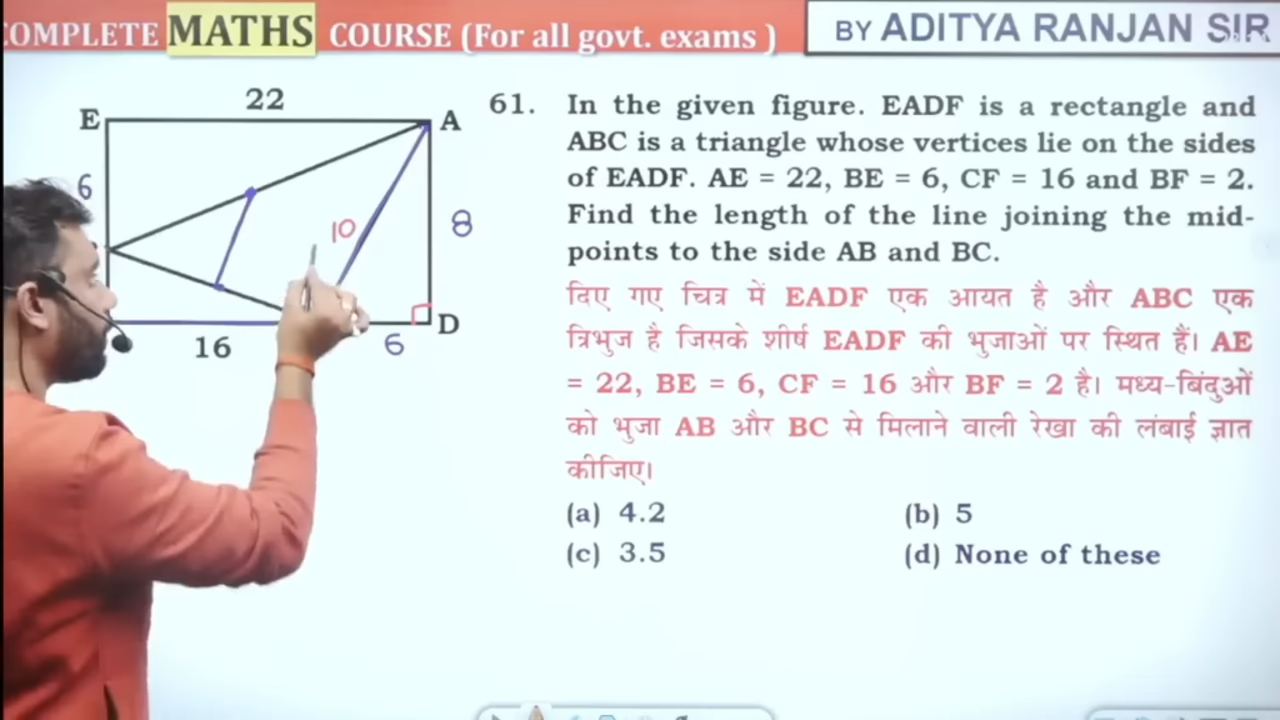 COMPLETE MATHS COURSE (For all govt. exams )
BY ADITYA RANJAN SIR
22
E
A
6
10
8
D
16
6
61. In the given figure. EADF is a rectangle and
ABC is a triangle whose vertices lie on the sides
of EADF. AE = 22, BE = 6, CF = 16 and BF = 2.
Find the length of the line joining the mid-
points to the side AB and BC.
दिए गए चित्र में EADF एक आयत है और ABC एक
त्रिभुज है जिसके शीर्ष EADF की भुजाओं पर स्थित हैं। AE
= 22, BE = 6, CF = 16 और BF = 2 है। मध्य-बिंदुओं
को भुजा AB और BC से मिलाने वाली रेखा की लंबाई ज्ञात
कीजिए।
(a) 4.2 (b) 5
(c) 3.5 (d) None of these